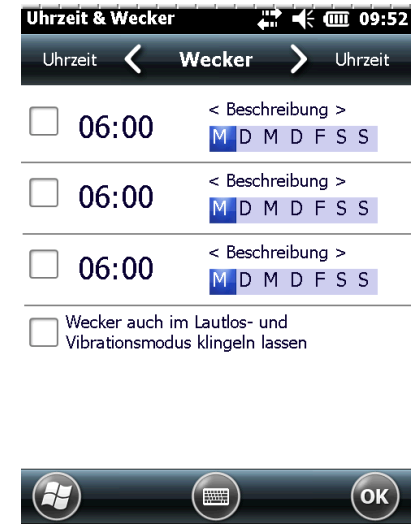 Uhrzeit & Wecker 09:52
Uhrzeit Wecker Uhrzeit
06:00
< Beschreibung >
M D M D F S S
06:00
< Beschreibung >
M D M D F S S
06:00
< Beschreibung >
M D M D F S S
Wecker auch im Lautlos- und
Vibrationsmodus klingeln lassen
OK